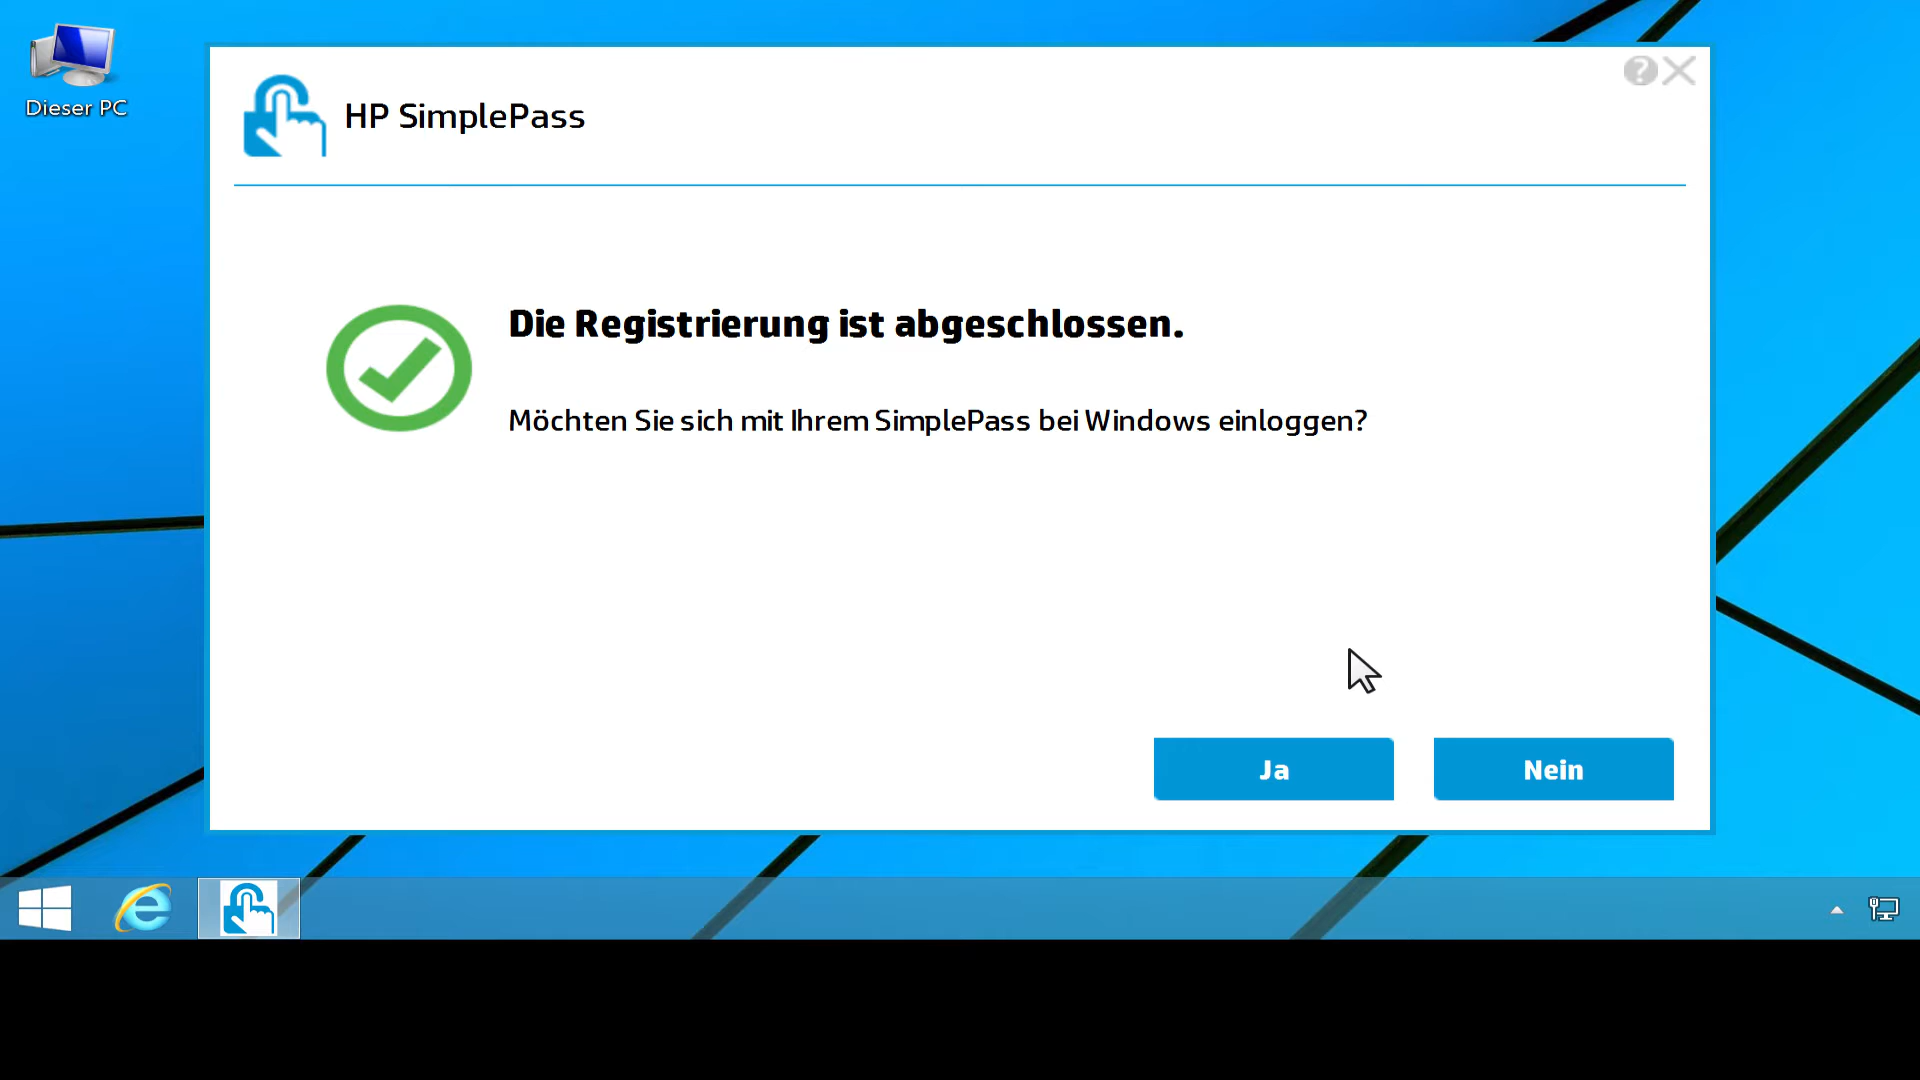 Dieser PC
HP SimplePass
Die Registrierung ist abgeschlossen.
Möchten Sie sich mit Ihrem SimplePass bei Windows einloggen?
Ja
Nein